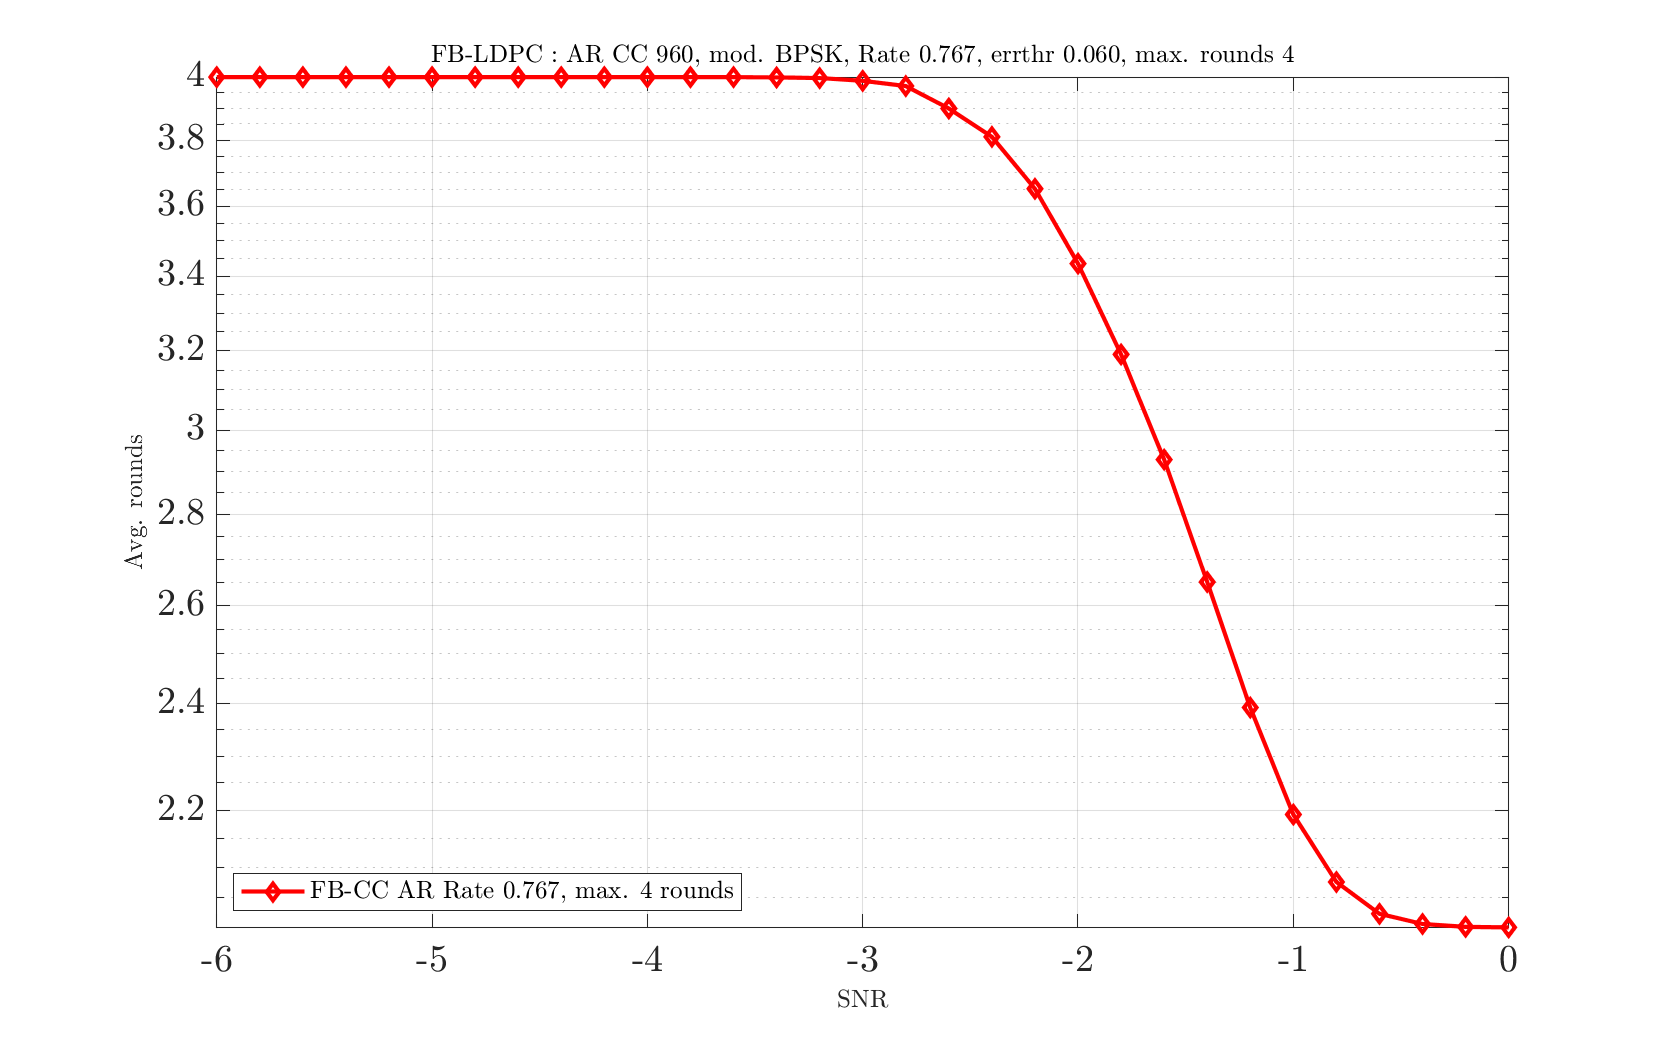 FB-LDPC : AR CC 960, mod. BPSK, Rate 0.767, errthr 0.060, max. rounds 4
4
3.8
3.6
3.4
3.2
3
2.8
2.6
2.4
2.2
Avg. rounds
FB-CC AR Rate 0.767, max. 4 rounds
-6 -5 -4 -3 -2 -1 0
SNR